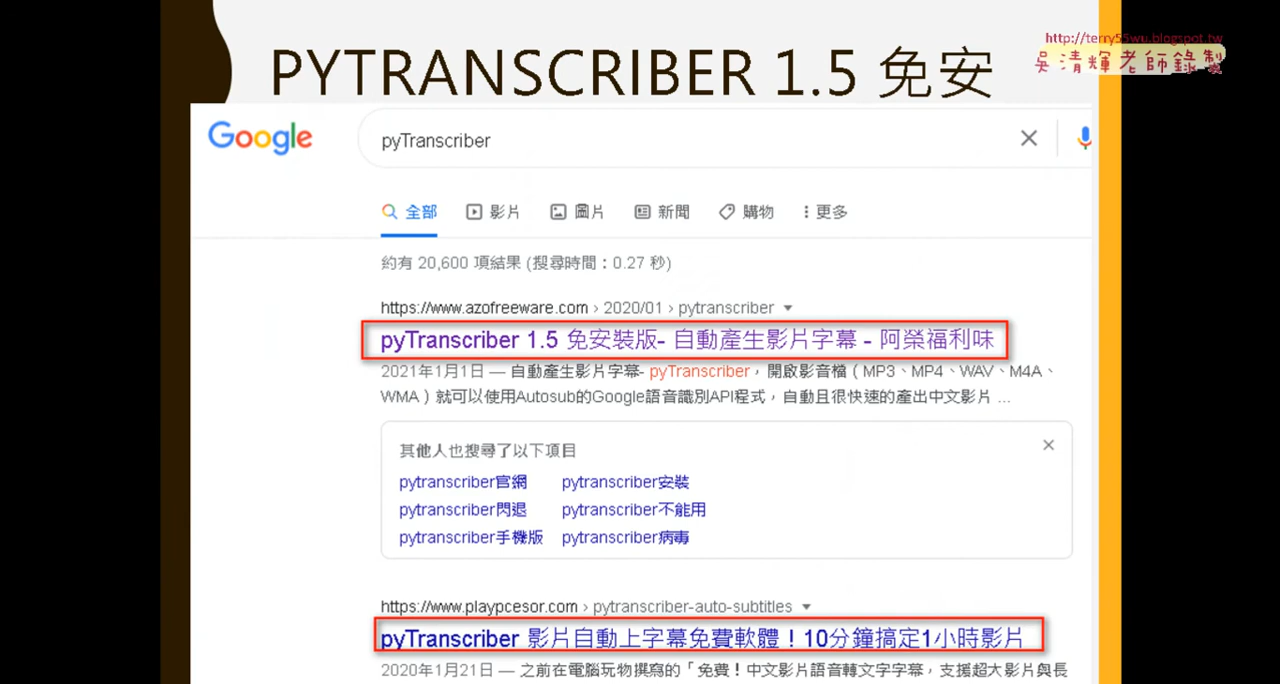 PYTRANSCRIBER 1.5 免安
http://terry55wu.blogspot.tw
吳清輝老師錄製
Google
pyTranscriber
全部 影片 圖片 新聞 購物 更多
約有 20,600 項結果 (搜尋時間：0.27 秒)
https://www.azofreeware.com › 2020/01 › pytranscriber
pyTranscriber 1.5 免安裝版- 自動產生影片字幕 - 阿榮福利味
2021年1月1日 — 自動產生影片字幕- pyTranscriber， 開啟影音檔（MP3、MP4、WAV、M4A、
WMA）就可以使用Autosub的Google語音識別API程式，自動且很快速的產出中文影片 ...
其他人也搜尋了以下項目
pytranscriber官網 pytranscriber安裝
pytranscriber閃退 pytranscriber不能用
pytranscriber手機版 pytranscriber病毒
https://www.playpcesor.com › pytranscriber-auto-subtitles
pyTranscriber 影片自動上字幕免費軟體！10分鐘搞定1小時影片
2020年1月21日 — 之前在電腦玩物撰寫的「免費！中文影片語音轉文字字幕，支援超大影片與長